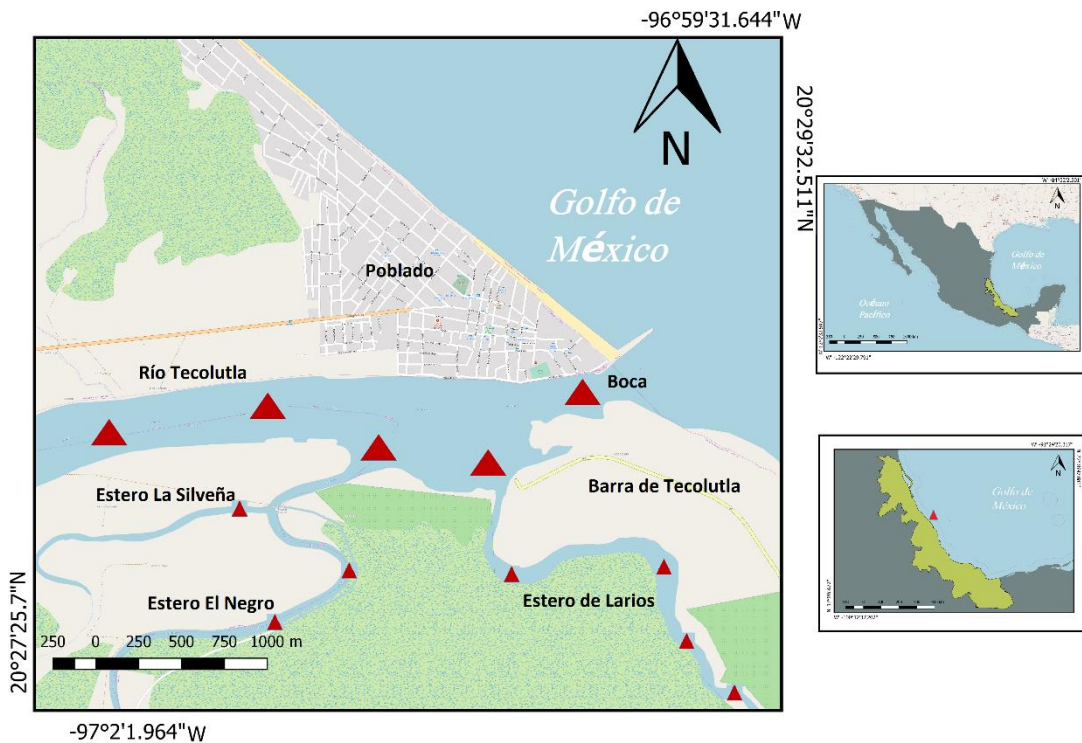 -96°59'31.644"W
20°29'32.511"N
N
Golfo de
México
Poblado
Río Tecolutla
Boca
Estero La Silveña
Barra de Tecolutla
Estero El Negro
Estero de Larios
250 0 250 500 750 1000 m
20°27'25.7"N
-97°2'1.964"W
N
Golfo de
México
Océano
Pacífico
N
Golfo de
México